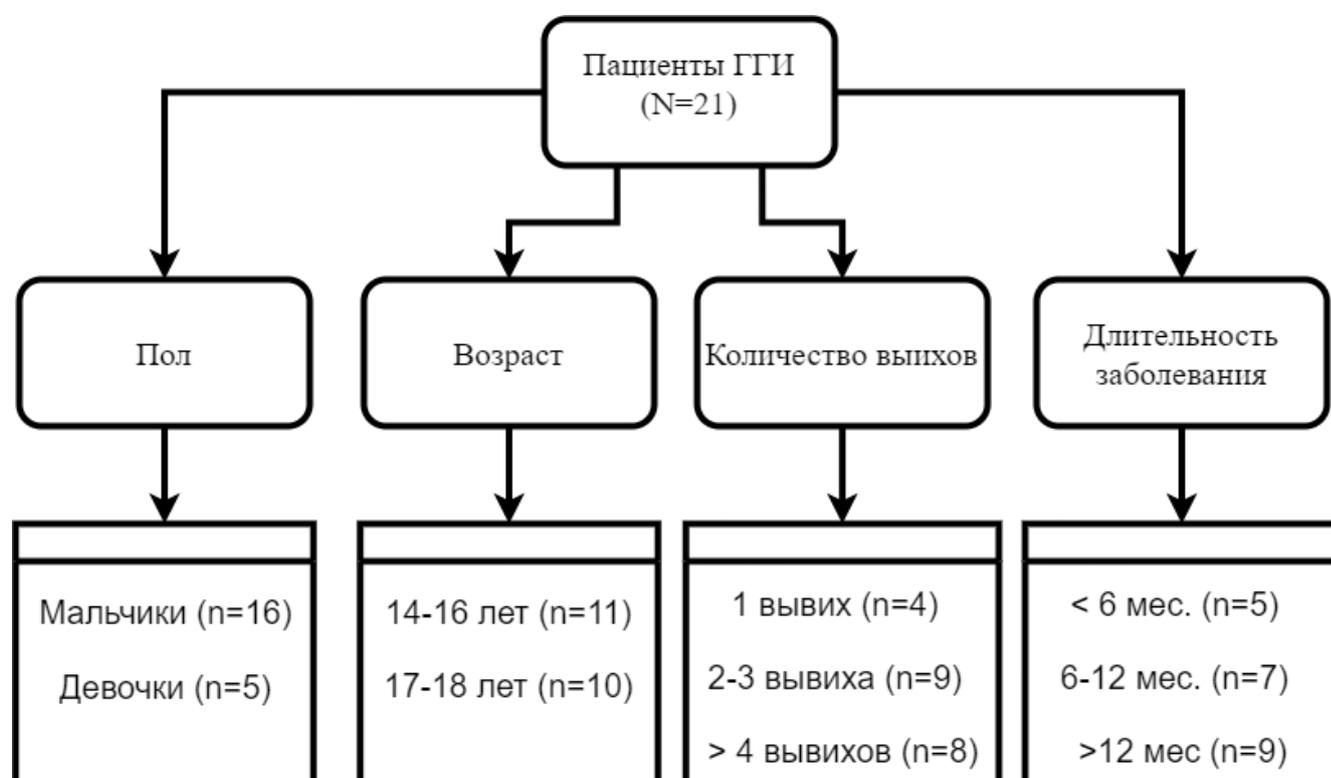 Пациенты ГГИ
(N=21)
Пол
Возраст
Количество выихов
Длительность
заболевания
Мальчики (n=16)
Девочки (n=5)
14-16 лет (n=11)
17-18 лет (n=10)
1 вывих (n=4)
2-3 вывиха (n=9)
> 4 вывихов (n=8)
< 6 мес. (n=5)
6-12 мес. (n=7)
>12 мес (n=9)